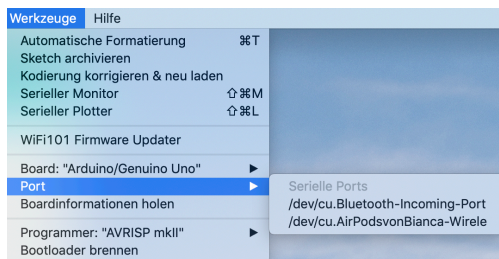 Werkzeuge Hilfe
Automatische Formatierung ⌘T
Sketch archivieren
Kodierung korrigieren & neu laden
Serieller Monitor ⇧⌘M
Serieller Plotter ⇧⌘L
WiFi101 Firmware Updater
Board: "Arduino/Genuino Uno"
Port
Boardinformationen holen
Programmer: "AVRISP mkII"
Bootloader brennen
Serielle Ports
/dev/cu.Bluetooth-Incoming-Port
/dev/cu.AirPodsvonBianca-Wirele